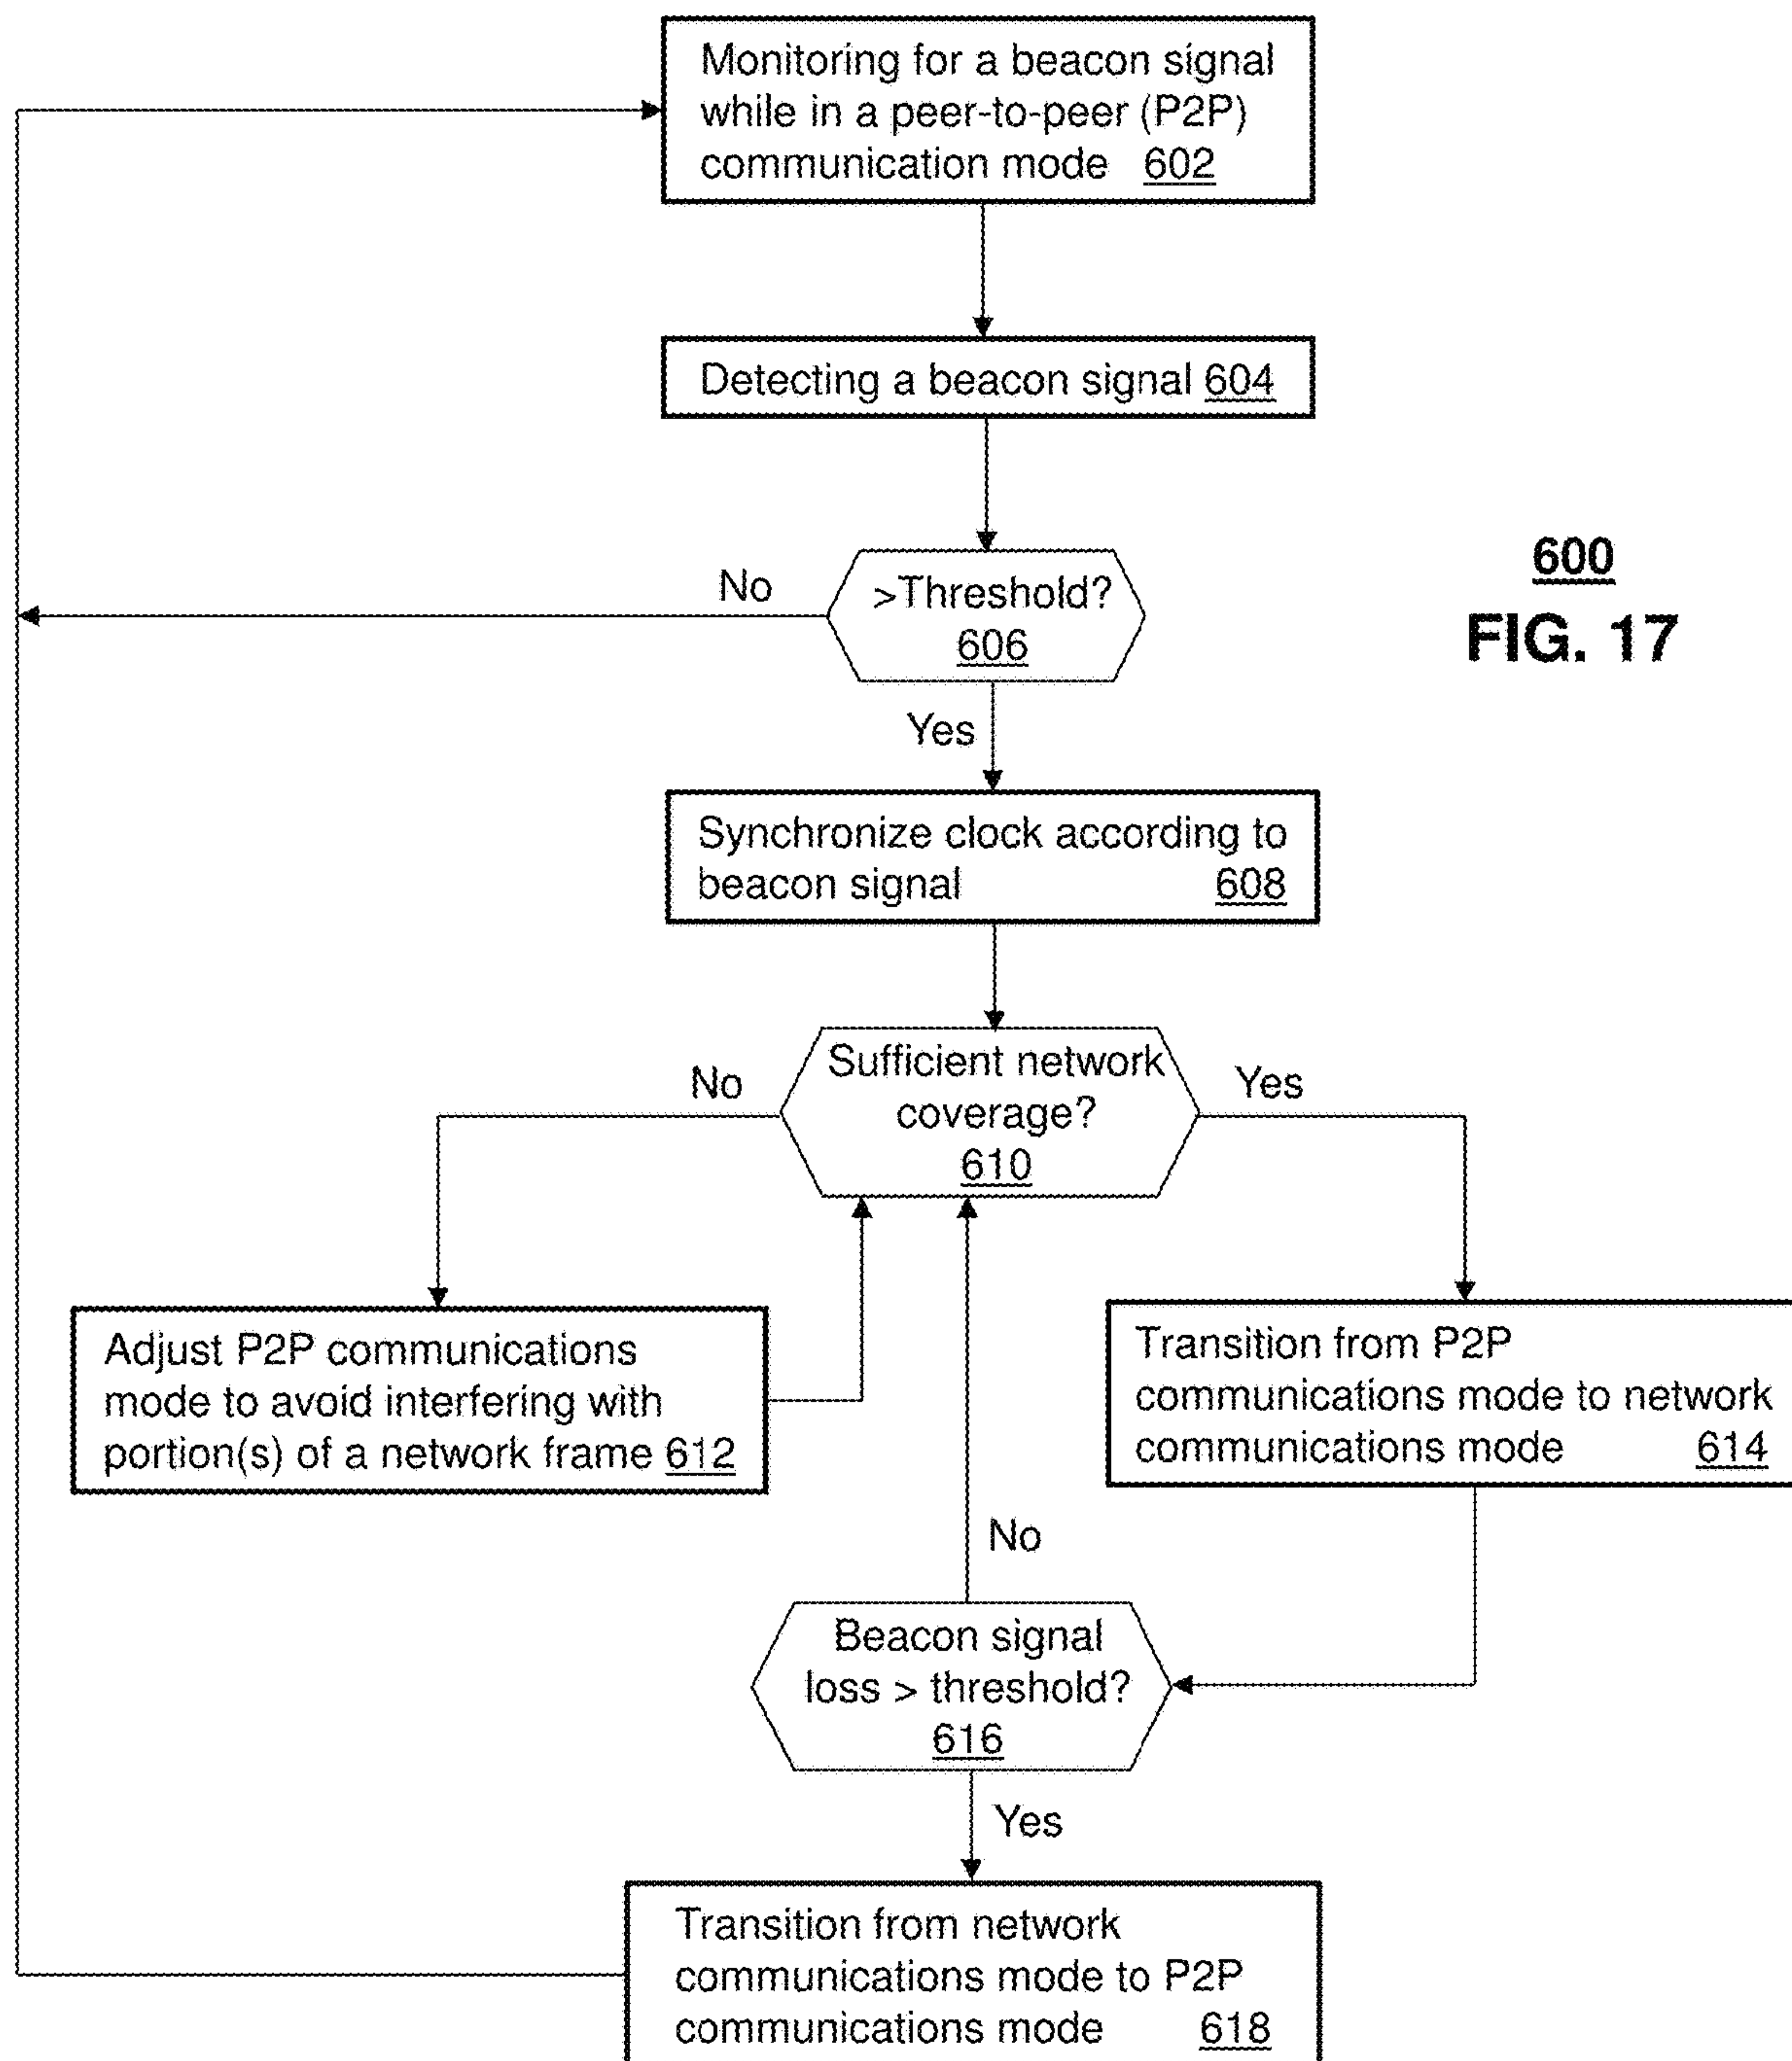 Monitoring for a beacon signal
while in a peer-to-peer (P2P)
communication mode 602
Detecting a beacon signal 604
>Threshold?
606
No
Yes
600
FIG. 17
Synchronize clock according to
beacon signal 608
Sufficient network
coverage?
610
No
Yes
Adjust P2P communications
mode to avoid interfering with
portion(s) of a network frame 612
Transition from P2P
communications mode to network
communications mode 614
No
Beacon signal
loss > threshold?
616
Yes
Transition from network
communications mode to P2P
communications mode 618